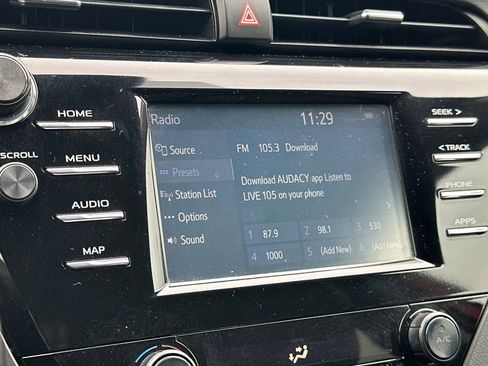 Radio 11:29
HOME
SEEK >
Source FM 105.3 Download
SCROLL
MENU
Presets
< TRACK
Download AUDACY app Listen to
LIVE 105 on your phone
Station List
PHONE
AUDIO
Options
1 87.9 2 98.1 3 530
APPS
Sound
MAP
4 1000 5 (Add New) 6 (Add New)
A/C